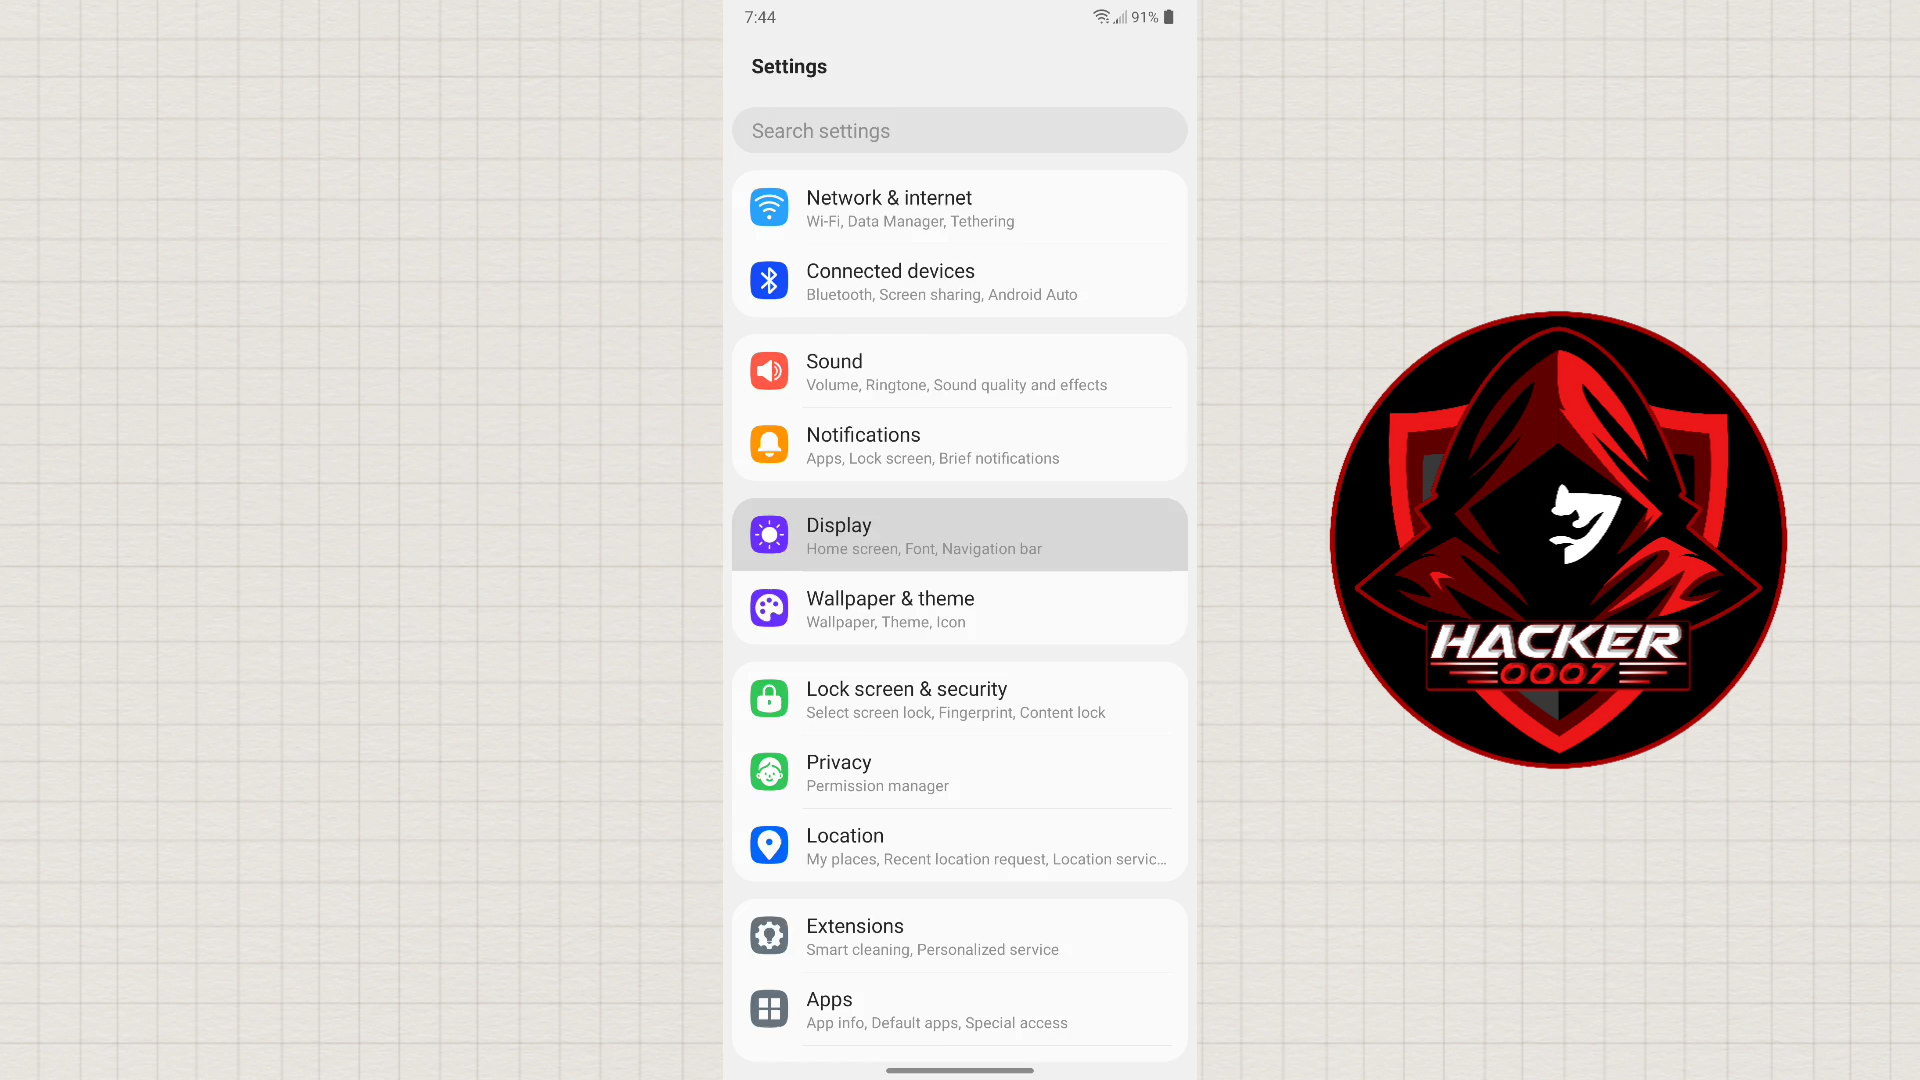 7:44
91%
Settings
Search settings
Network & internet
Wi-Fi, Data Manager, Tethering
Connected devices
Bluetooth, Screen sharing, Android Auto
Sound
Volume, Ringtone, Sound quality and effects
Notifications
Apps, Lock screen, Brief notifications
Display
Home screen, Font, Navigation bar
Wallpaper & theme
Wallpaper, Theme, Icon
Lock screen & security
Select screen lock, Fingerprint, Content lock
Privacy
Permission manager
Location
My places, Recent location request, Location servic...
Extensions
Smart cleaning, Personalized service
Apps
App info, Default apps, Special access
HACKER
0007